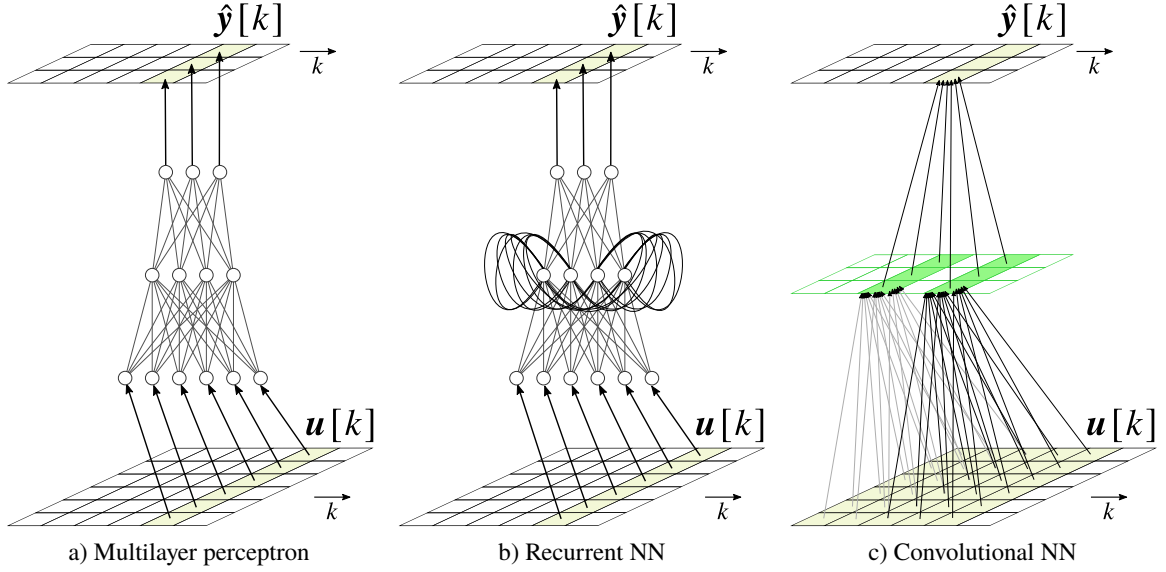 ŷ[k] ŷ[k] ŷ[k]
k k k
u[k] u[k] u[k]
k k k
a) Multilayer perceptron b) Recurrent NN c) Convolutional NN